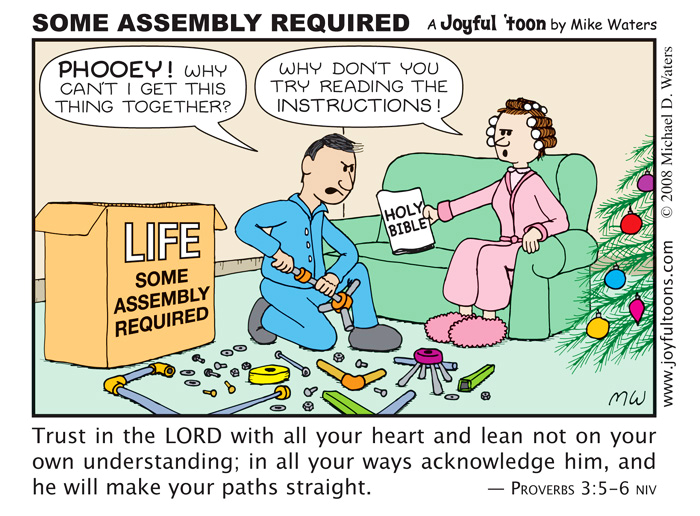 SOME ASSEMBLY REQUIRED A Joyful 'toon by Mike Waters
PHOOEY! WHY
CAN'T I GET THIS
THING TOGETHER?
WHY DON'T YOU
TRY READING THE
INSTRUCTIONS!
HOLY
BIBLE
LIFE
SOME
ASSEMBLY
REQUIRED
MW
www.joyfultoons.com © 2008 Michael D. Waters
Trust in the LORD with all your heart and lean not on your
own understanding; in all your ways acknowledge him, and
he will make your paths straight. — PROVERBS 3:5-6 NIV